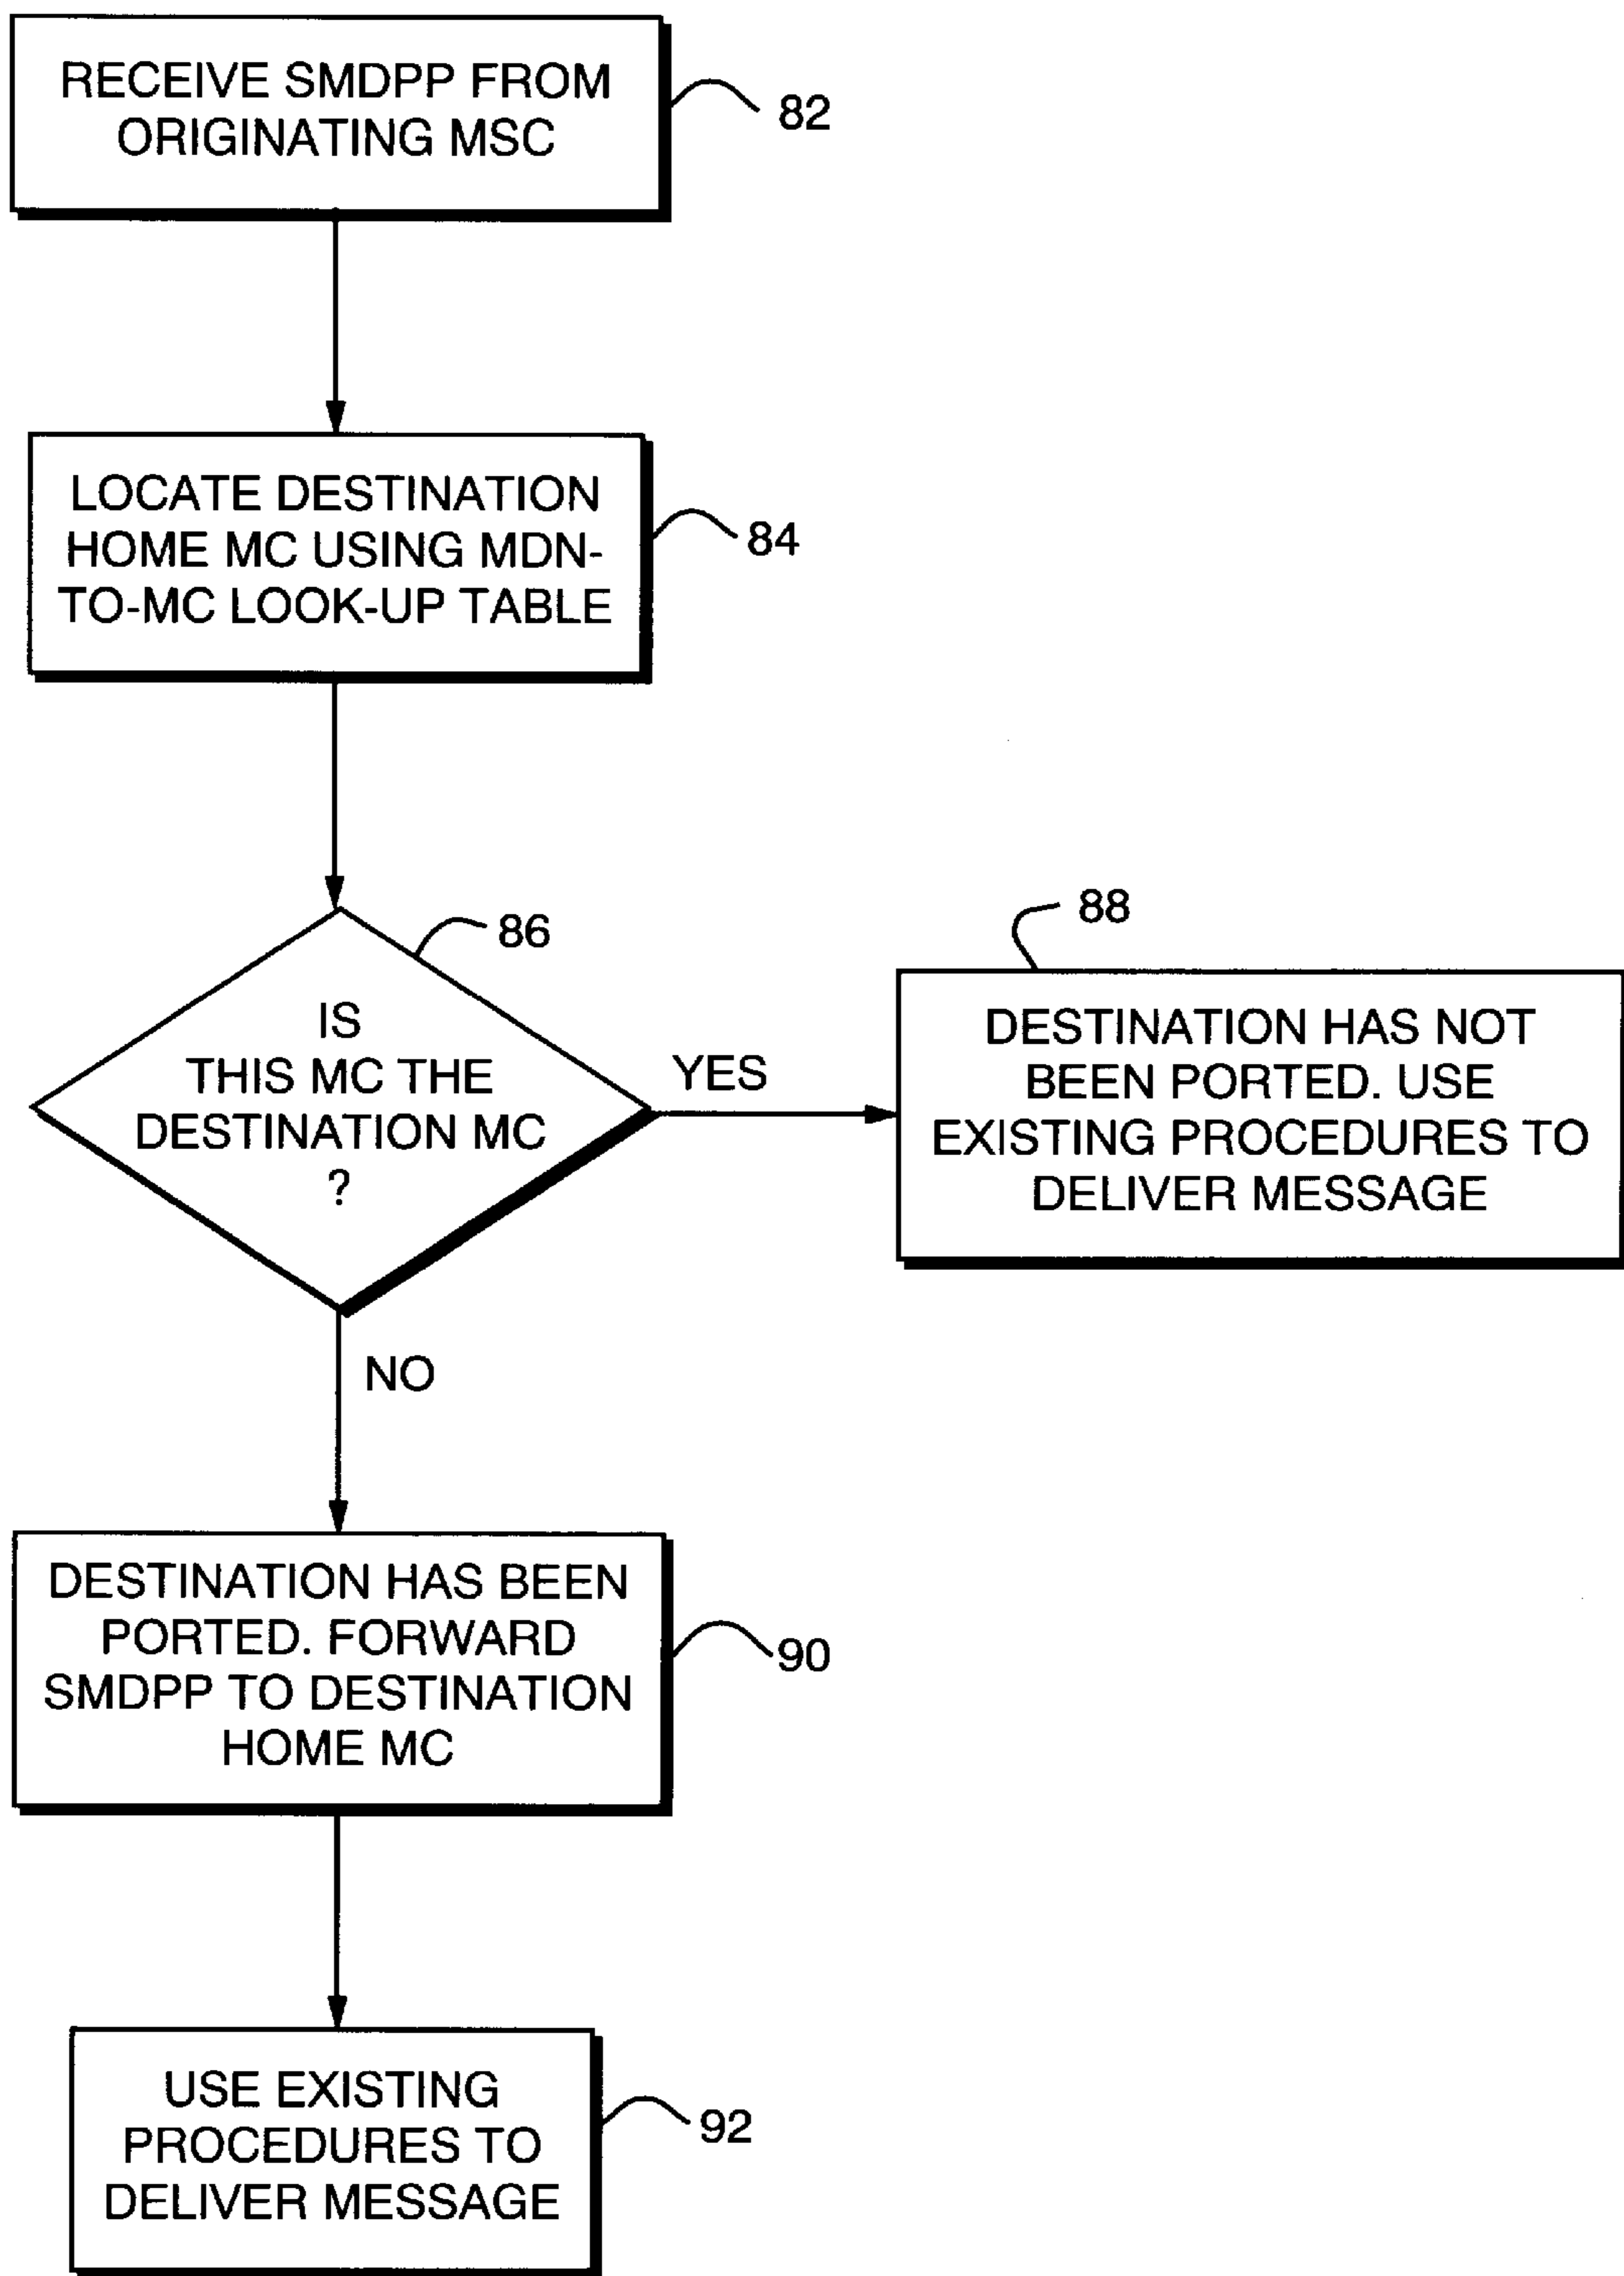 RECEIVE SMDPP FROM
ORIGINATING MSC
82
LOCATE DESTINATION
HOME MC USING MDN-
TO-MC LOOK-UP TABLE
84
86
IS
THIS MC THE
DESTINATION MC
?
YES
88
DESTINATION HAS NOT
BEEN PORTED. USE
EXISTING PROCEDURES TO
DELIVER MESSAGE
NO
DESTINATION HAS BEEN
PORTED. FORWARD
SMDPP TO DESTINATION
HOME MC
90
USE EXISTING
PROCEDURES TO
DELIVER MESSAGE
92